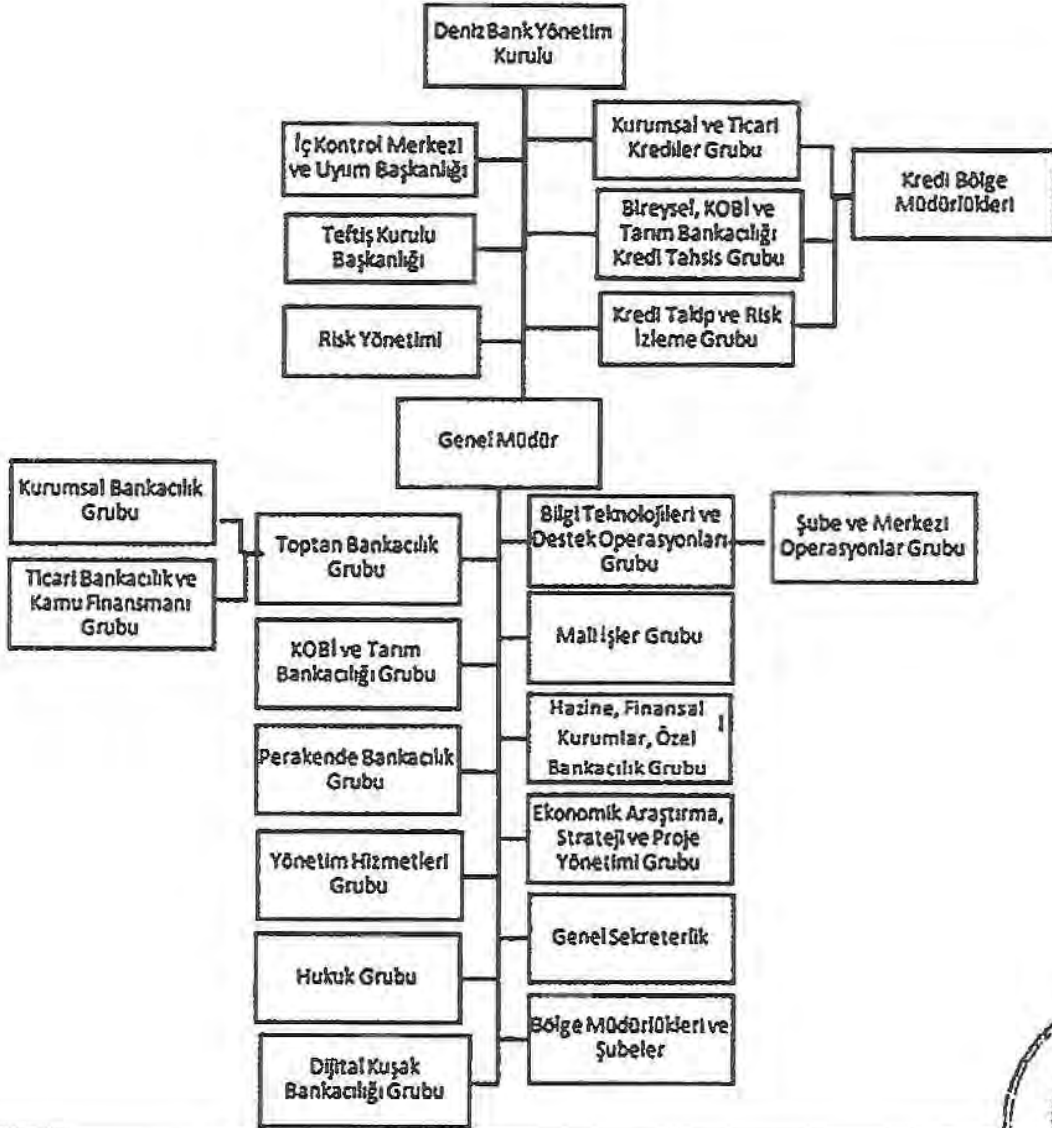 DenizBank Yönetim
Kurulu
İç Kontrol Merkezi
ve Uyum Başkanlığı
Kurumsal ve Ticari
Krediler Grubu
Kredi Bölge
Müdürlükleri
Teftiş Kurulu
Başkanlığı
Bireysel, KOBİ ve
Tarım Bankacılığı
Kredi Tahsis Grubu
Risk Yönetimi
Kredi Takip ve Risk
İzleme Grubu
Genel Müdür
Kurumsal Bankacılık
Grubu
Ticari Bankacılık ve
Kamu Finansmanı
Grubu
Toptan Bankacılık
Grubu
Bilgi Teknolojileri ve
Destek Operasyonları
Grubu
Şube ve Merkezi
Operasyonlar Grubu
KOBİ ve Tarım
Bankacılığı Grubu
Mali İşler Grubu
Perakende Bankacılık
Grubu
Hazine, Finansal
Kurumlar, Özel
Bankacılık Grubu
Yönetim Hizmetleri
Grubu
Ekonomik Araştırma,
Strateji ve Proje
Yönetimi Grubu
Hukuk Grubu
Genel Sekreterlik
Dijital Kuşak
Bankacılığı Grubu
Bölge Müdürlükleri ve
Şubeler